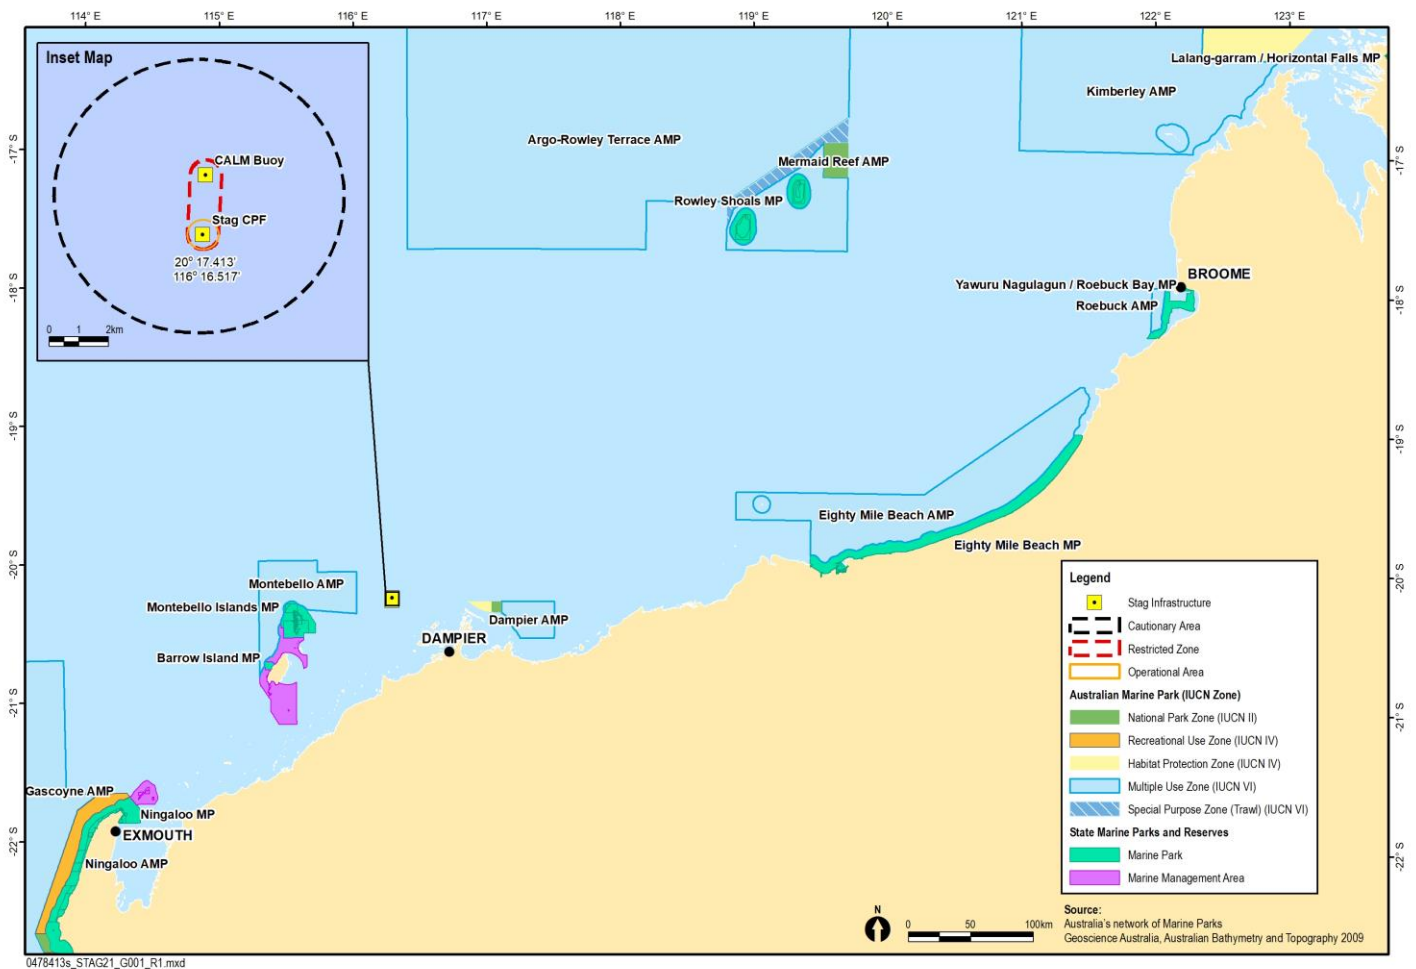 114° E
115° E
116° E
117° E
118° E
119° E
120° E
121° E
122° E
123° E
Inset Map
CALM Buoy
Stag CPF
20° 17.413'
116° 16.517'
0 1 2km
Lalang-garram / Horizontal Falls MP
Kimberley AMP
Argo-Rowley Terrace AMP
Mermaid Reef AMP
Rowley Shoals MP
-17° S
-17° S
BROOME
Yawuru Nagulagun / Roebuck Bay MP
Roebuck AMP
-18° S
-18° S
-19° S
-19° S
Eighty Mile Beach AMP
Eighty Mile Beach MP
-20° S
-20° S
Montebello AMP
Montebello Islands MP
Dampier AMP
DAMPIER
Barrow Island MP
-21° S
-21° S
Gascoyne AMP
Ningaloo MP
EXMOUTH
Ningaloo AMP
-22° S
-22° S
Legend
Stag Infrastructure
Cautionary Area
Restricted Zone
Operational Area
Australian Marine Park (IUCN Zone)
National Park Zone (IUCN II)
Recreational Use Zone (IUCN IV)
Habitat Protection Zone (IUCN IV)
Multiple Use Zone (IUCN VI)
Special Purpose Zone (Trawl) (IUCN VI)
State Marine Parks and Reserves
Marine Park
Marine Management Area
N
0 50 100km
Source:
Australia's network of Marine Parks
Geoscience Australia, Australian Bathymetry and Topography 2009
0478413s_STAG21_G001_R1.mxd